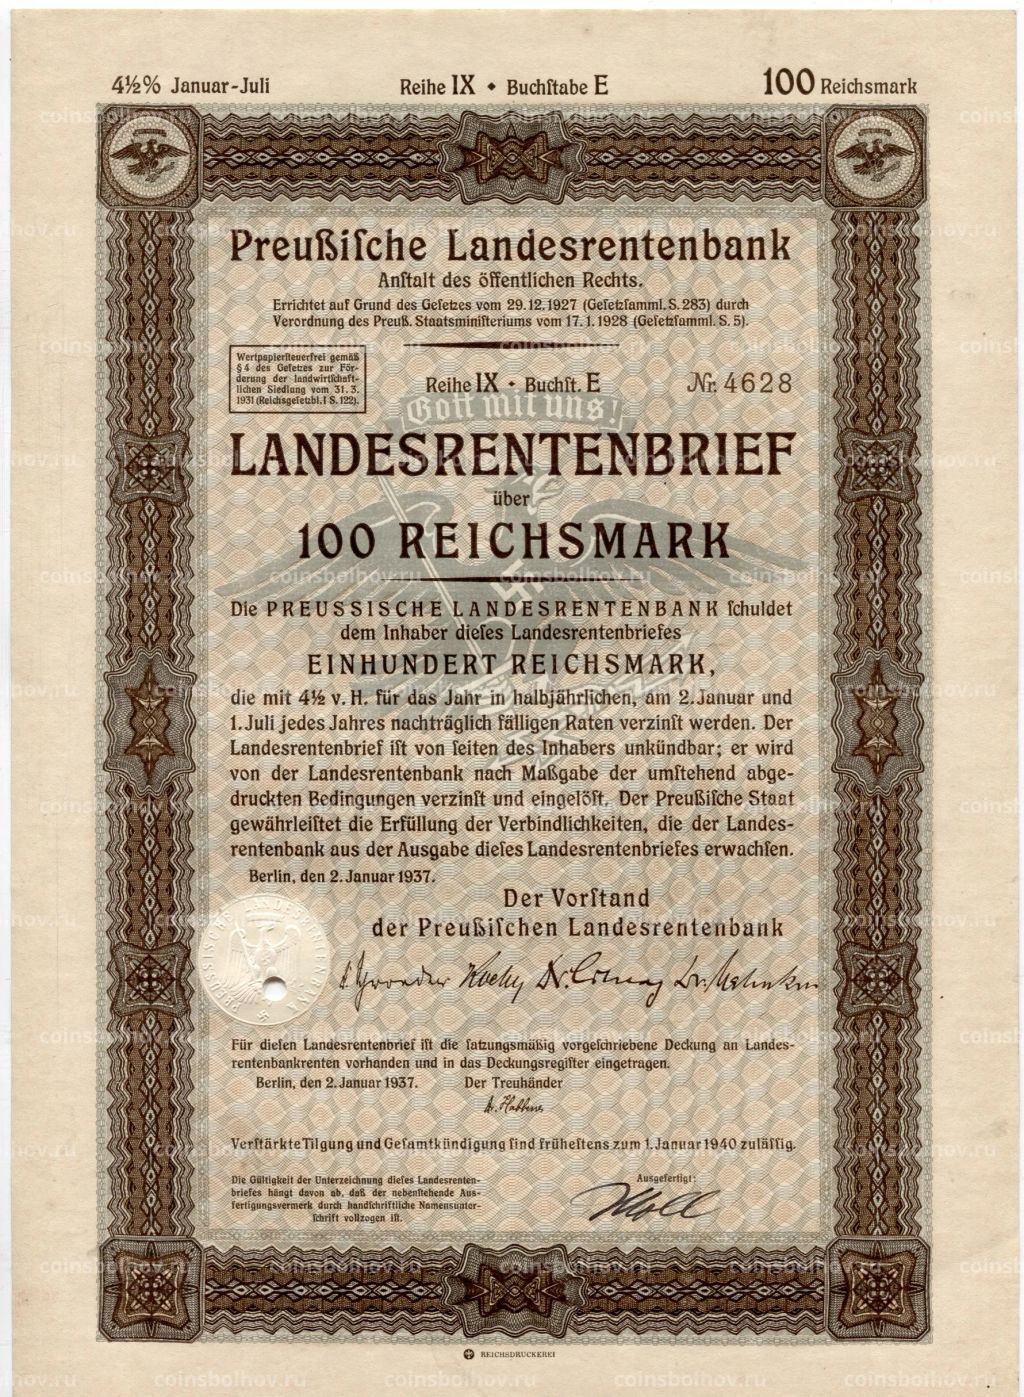 4½% Januar-Juli
Reihe IX • Buchſtabe E
100 Reichsmark
Preußiſche Landesrentenbank
Anſtalt des öffentlichen Rechts.
Errichtet auf Grund des Geſetzes vom 29.12.1927 (Geſetzſamml. S. 283) durch
Verordnung des Preuß. Staatsminiſteriums vom 17.1.1928 (Geſetzſamml. S. 5).
Wertpapierſteuerfrei gemäß
§ 4 des Geſetzes zur För-
derung der landwirtſchaft-
lichen Siedlung vom 31. 3.
1931 (Reichsgeſetzbl. I S. 122).
Reihe IX • Buchſt. E
Nr. 4628
Gott mit uns!
LANDESRENTENBRIEF
über
100 REICHSMARK
Die PREUSSISCHE LANDESRENTENBANK ſchuldet
dem Inhaber dieſes Landesrentenbriefes
EINHUNDERT REICHSMARK,
die mit 4½ v. H. für das Jahr in halbjährlichen, am 2. Januar und
1. Juli jedes Jahres nachträglich fälligen Raten verzinſt werden. Der
Landesrentenbrief iſt von ſeiten des Inhabers unkündbar; er wird
von der Landesrentenbank nach Maßgabe der umſtehend abge-
druckten Bedingungen verzinſt und eingelöſt. Der Preußiſche Staat
gewährleiſtet die Erfüllung der Verbindlichkeiten, die der Landes-
rentenbank aus der Ausgabe dieſes Landesrentenbriefes erwachſen.
Berlin, den 2. Januar 1937.
Der Vorſtand
der Preußiſchen Landesrentenbank
PREUSSISCHE LANDESRENTENBANK
Für dieſen Landesrentenbrief iſt die ſatzungsmäßig vorgeſchriebene Deckung an Landes-
rentenbankrenten vorhanden und in das Deckungsregiſter eingetragen.
Berlin, den 2. Januar 1937.
Der Treuhänder
Verſtärkte Tilgung und Geſamtkündigung ſind früheſtens zum 1. Januar 1940 zuläſſig.
Die Gültigkeit der Unterzeichnung dieſes Landesrenten-
briefes hängt davon ab, daß der nebenſtehende Aus-
fertigungsvermerk durch handſchriftliche Namensunter-
ſchrift vollzogen iſt.
Ausgefertigt:
REICHSDRUCKEREI
coinsbolhov.ru